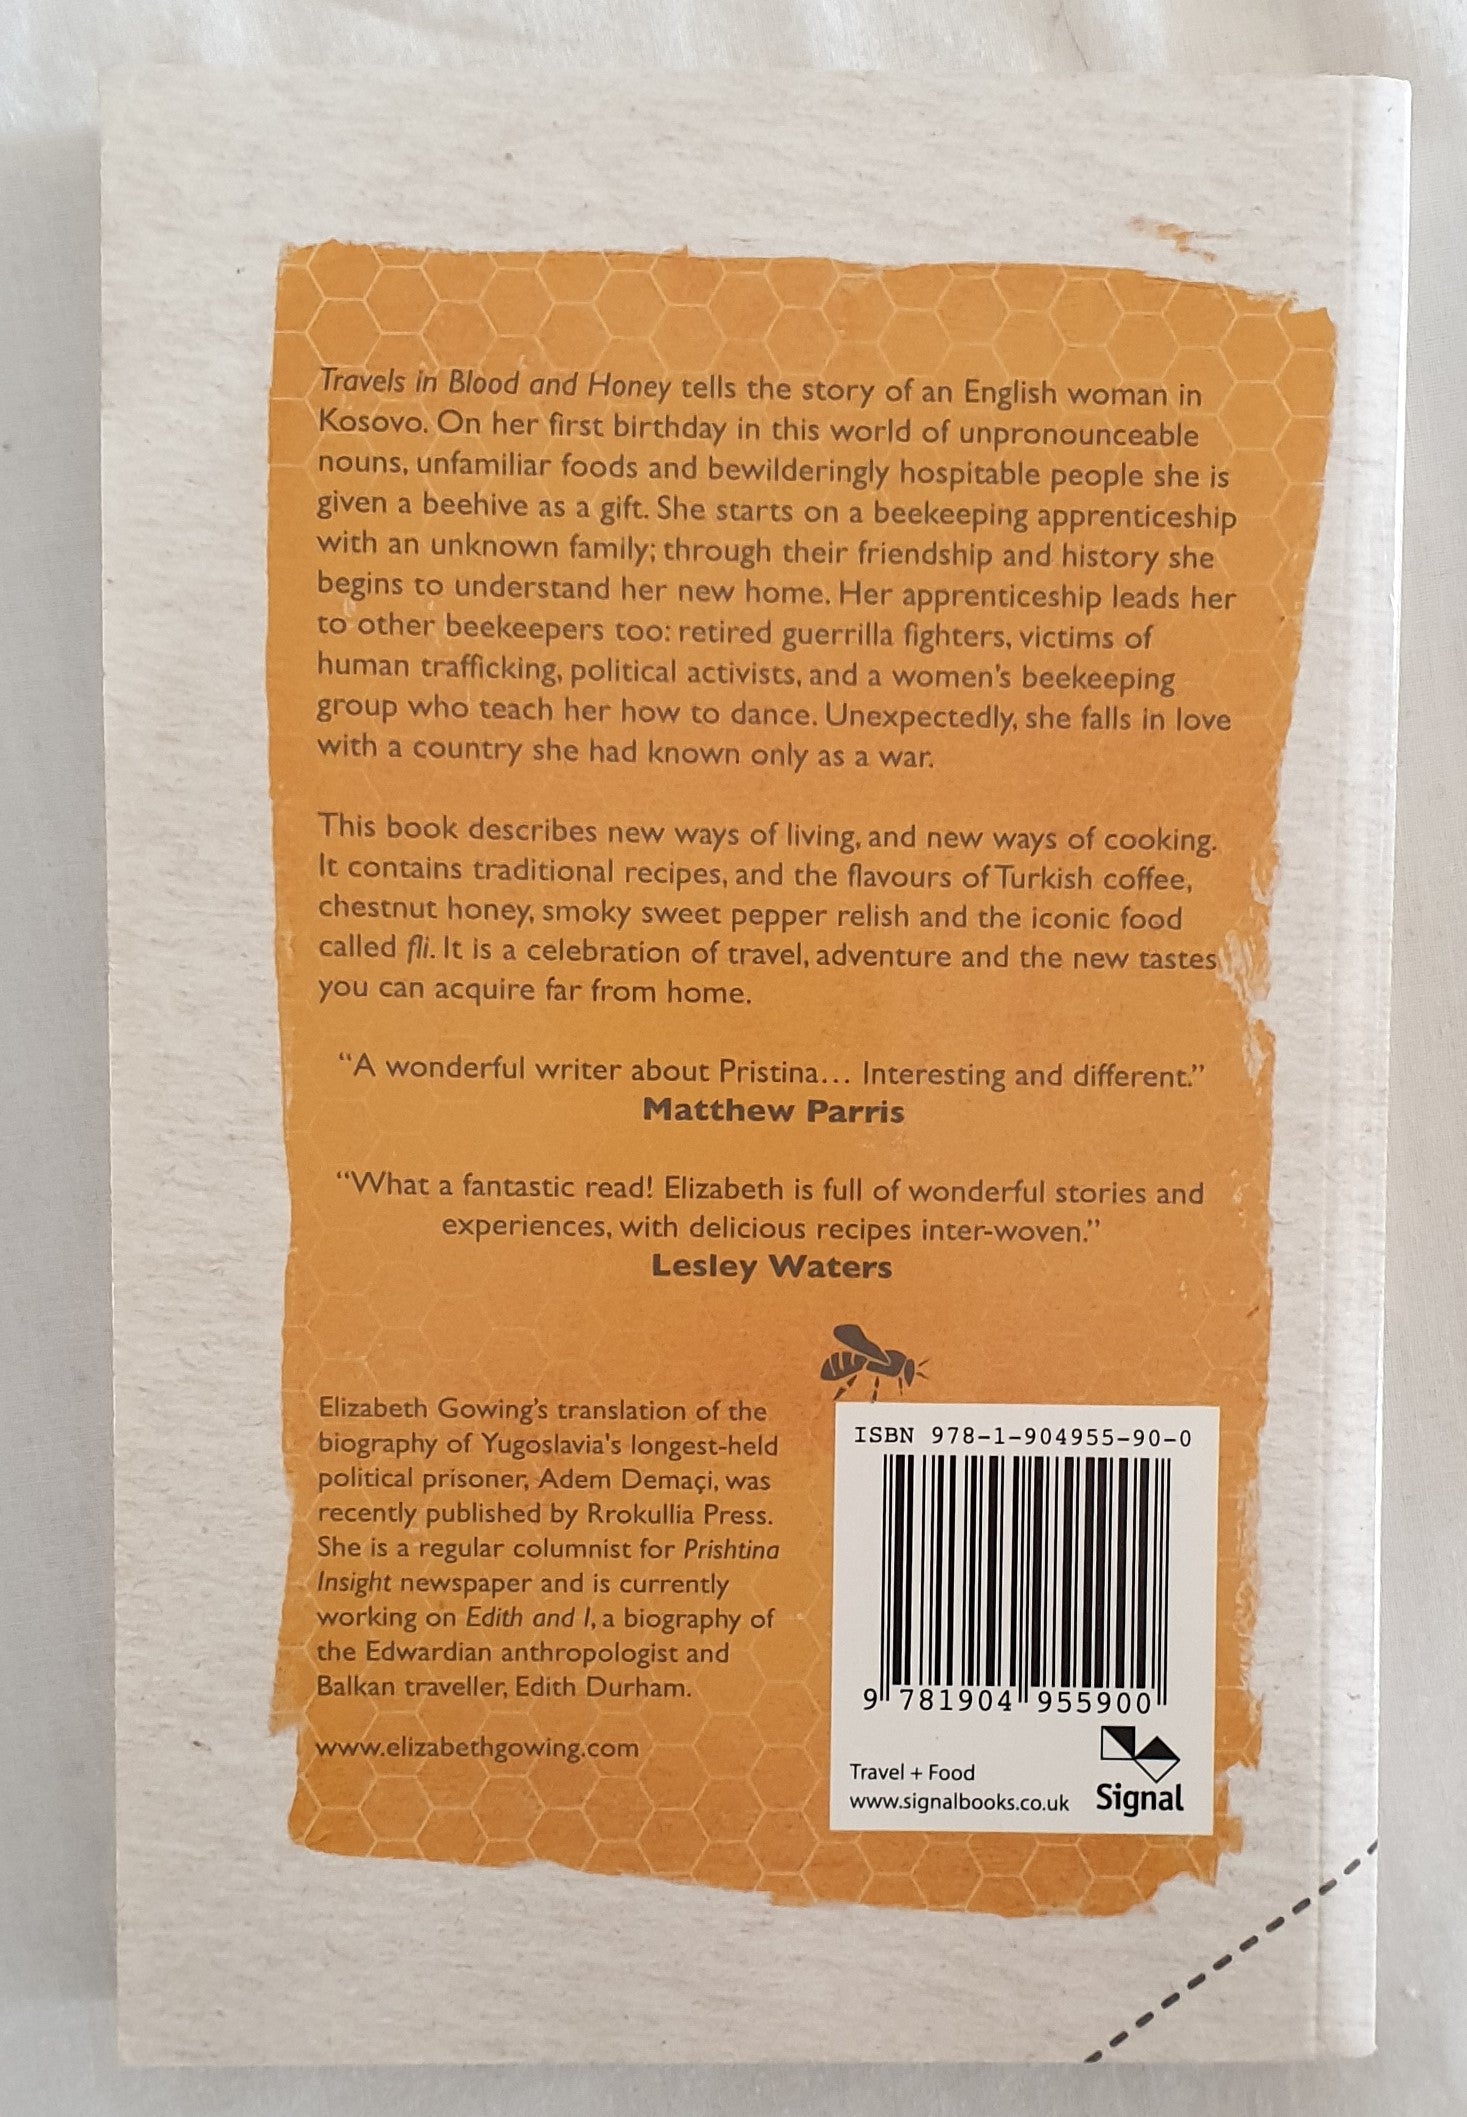 Travels in Blood and Honey tells the story of an English woman in
Kosovo. On her first birthday in this world of unpronounceable
nouns, unfamiliar foods and bewilderingly hospitable people she is
given a beehive as a gift. She starts on a beekeeping apprenticeship
with an unknown family; through their friendship and history she
begins to understand her new home. Her apprenticeship leads her
to other beekeepers too: retired guerrilla fighters, victims of
human trafficking, political activists, and a women's beekeeping
group who teach her how to dance. Unexpectedly, she falls in love
with a country she had known only as a war.
This book describes new ways of living, and new ways of cooking.
It contains traditional recipes, and the flavours of Turkish coffee,
chestnut honey, smoky sweet pepper relish and the iconic food
called fli. It is a celebration of travel, adventure and the new tastes
you can acquire far from home.
“A wonderful writer about Pristina… Interesting and different.”
Matthew Parris
“What a fantastic read! Elizabeth is full of wonderful stories and
experiences, with delicious recipes inter-woven.”
Lesley Waters
Elizabeth Gowing's translation of the
biography of Yugoslavia's longest-held
political prisoner, Adem Demaçi, was
recently published by Rrokullia Press.
She is a regular columnist for Prishtina
Insight newspaper and is currently
working on Edith and I, a biography of
the Edwardian anthropologist and
Balkan traveller, Edith Durham.
www.elizabethgowing.com
ISBN 978-1-904955-90-0
9 781904 955900
Travel + Food
www.signalbooks.co.uk
Signal